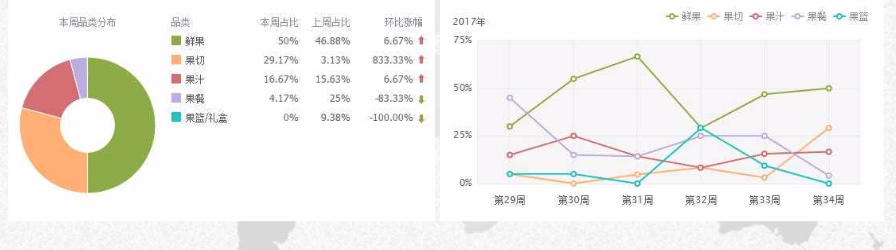 本周品类分布
品类 本周占比 上周占比 环比涨幅
鲜果 50% 46.88% 6.67%
果切 29.17% 3.13% 833.33%
果汁 16.67% 15.63% 6.67%
果餐 4.17% 25% -83.33%
果篮/礼盒 0% 9.38% -100.00%
鲜果 果切 果汁 果餐 果篮
2017年
75%
50%
25%
0%
第29周 第30周 第31周 第32周 第33周 第34周